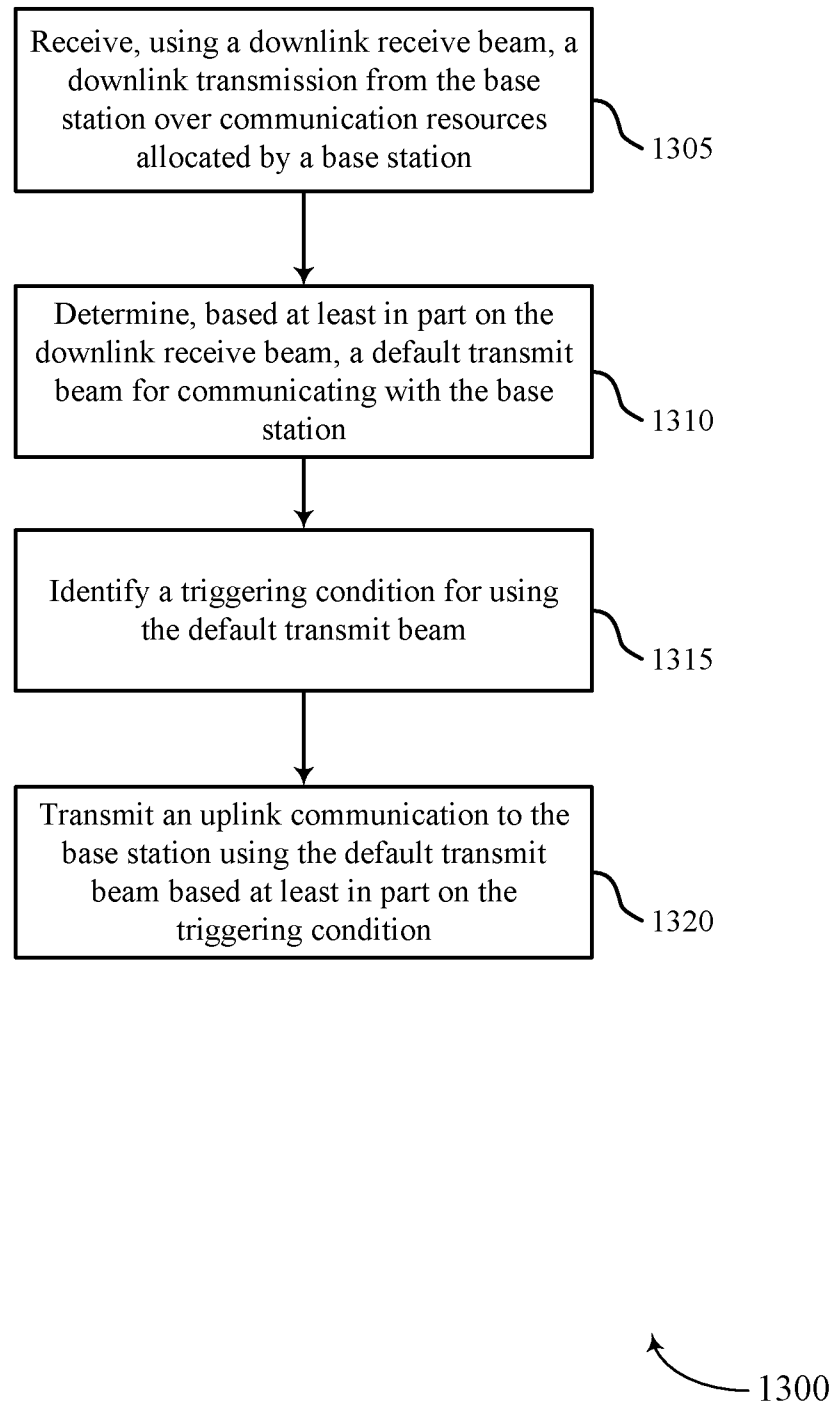 Receive, using a downlink receive beam, a
downlink transmission from the base
station over communication resources
allocated by a base station
1305
Determine, based at least in part on the
downlink receive beam, a default transmit
beam for communicating with the base
station
1310
Identify a triggering condition for using
the default transmit beam
1315
Transmit an uplink communication to the
base station using the default transmit
beam based at least in part on the
triggering condition
1320
1300